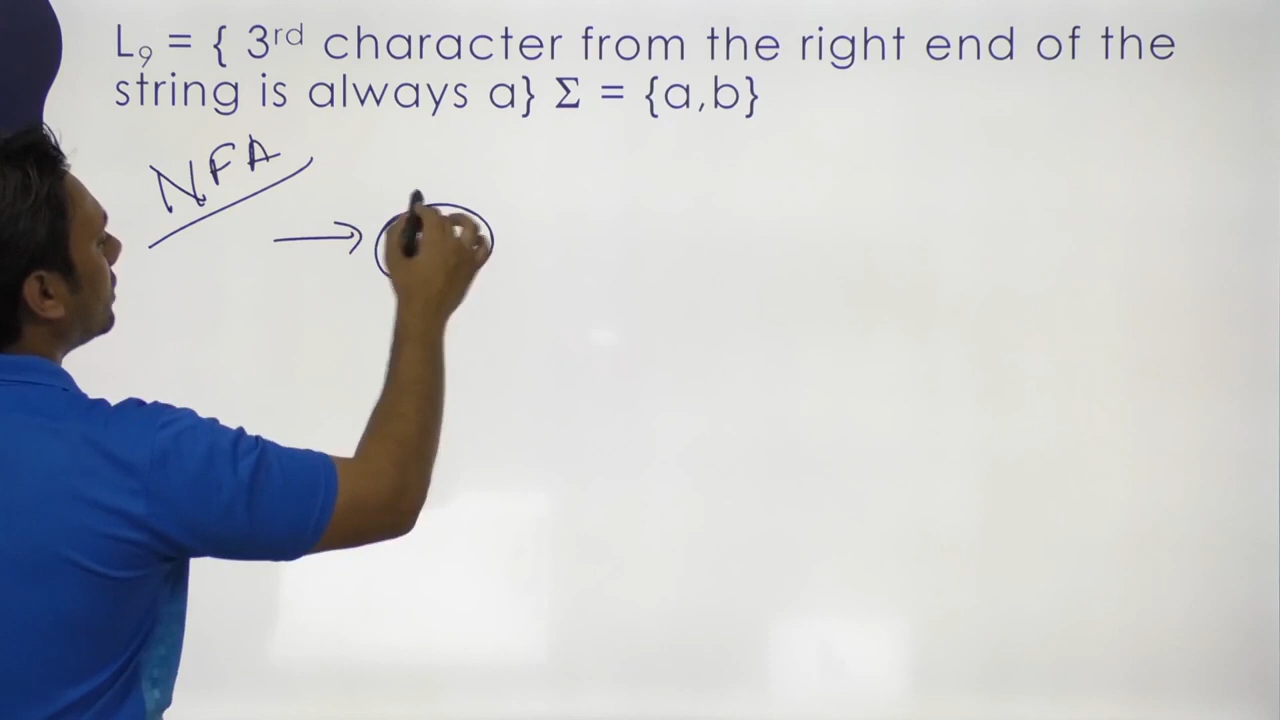 L₉ = { 3ʳᵈ character from the right end of the
string is always a} Σ = {a,b}
NFA